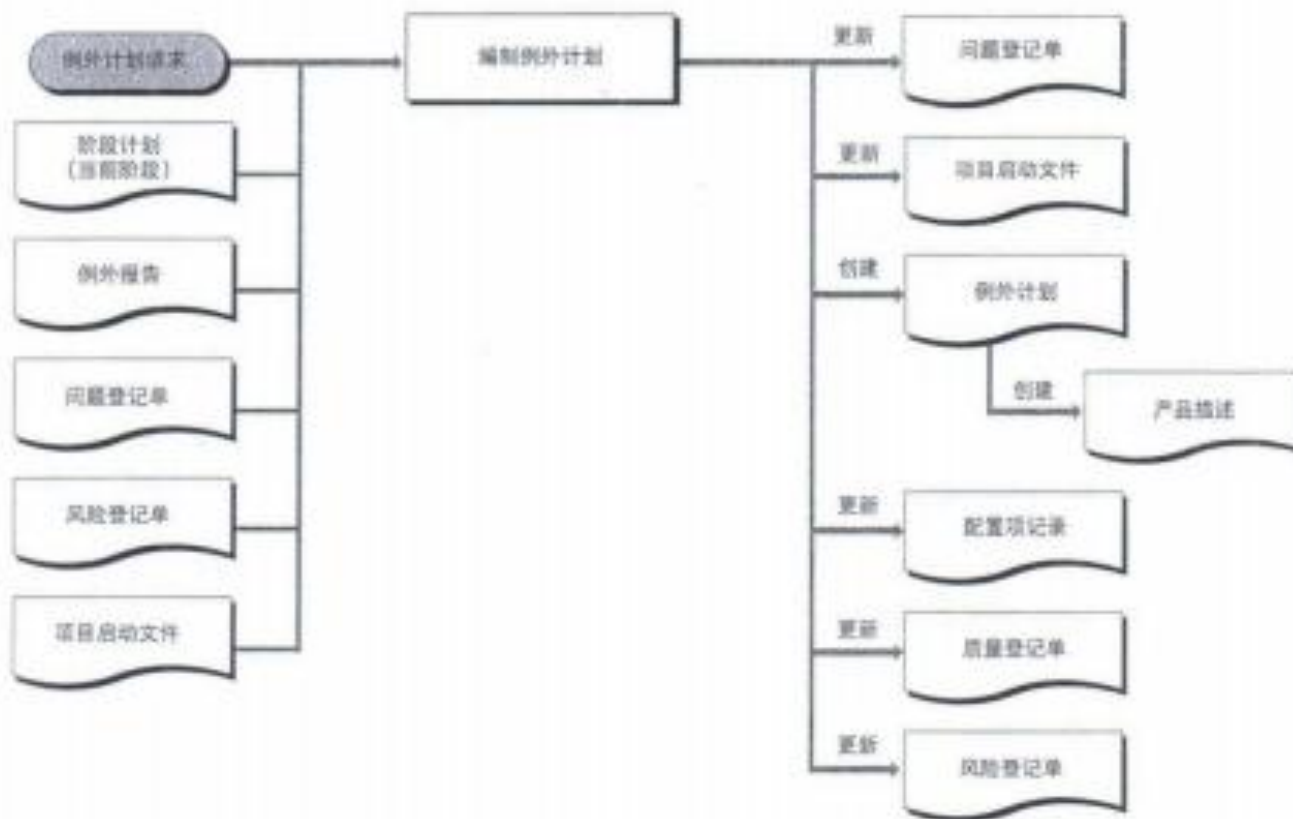 例外计划请求
编制例外计划
更新
问题登记单
阶段计划
(当前阶段)
更新
项目启动文件
例外报告
创建
例外计划
问题登记单
创建
产品描述
风险登记单
更新
配置项记录
项目启动文件
更新
质量登记单
更新
风险登记单